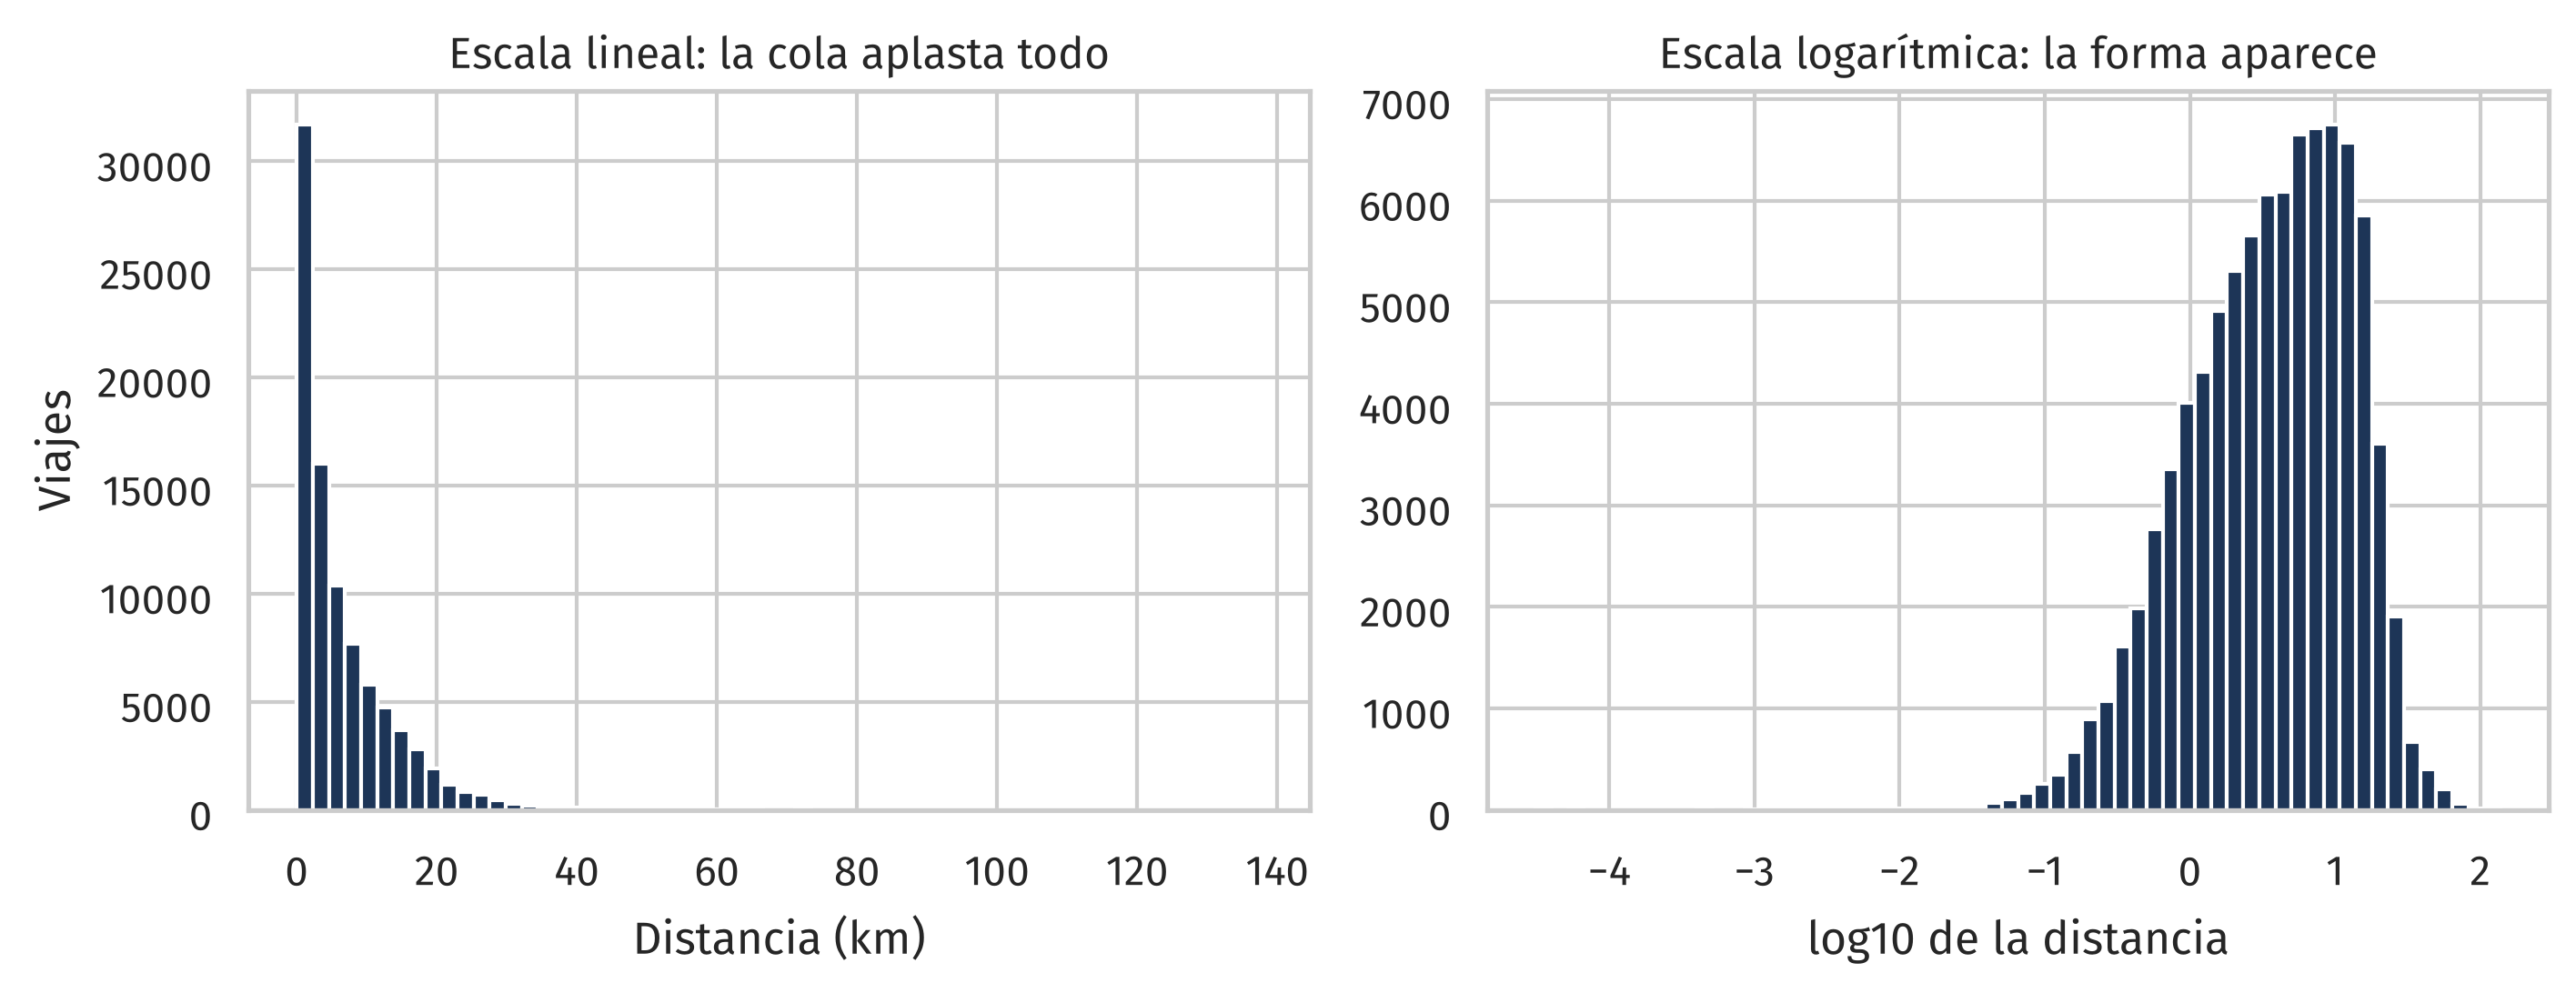 Escala lineal: la cola aplasta todo
Viajes
30000
25000
20000
15000
10000
5000
0
0 20 40 60 80 100 120 140
Distancia (km)
Escala logarítmica: la forma aparece
7000
6000
5000
4000
3000
2000
1000
0
−4 −3 −2 −1 0 1 2
log10 de la distancia